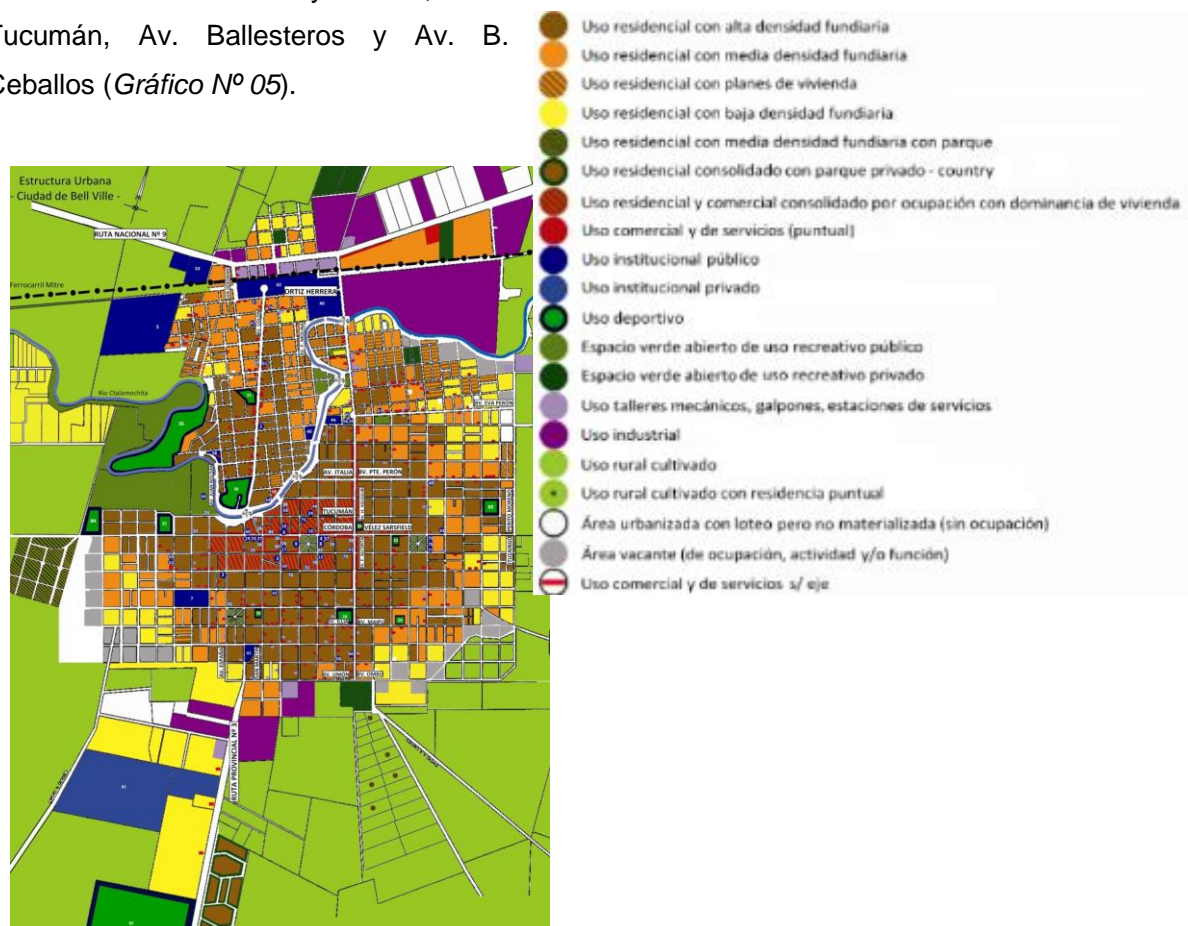 Tucumán, Av. Ballesteros y Av. B.
Ceballos (Gráfico Nº 05).
Uso residencial con alta densidad fundiaria
Uso residencial con media densidad fundiaria
Uso residencial con planes de vivienda
Uso residencial con baja densidad fundiaria
Uso residencial con media densidad fundiaria con parque
Uso residencial consolidado con parque privado - country
Uso residencial y comercial consolidado por ocupación con dominancia de vivienda
Uso comercial y de servicios (puntual)
Uso institucional público
Uso institucional privado
Uso deportivo
Espacio verde abierto de uso recreativo público
Espacio verde abierto de uso recreativo privado
Uso talleres mecánicos, galpones, estaciones de servicios
Uso industrial
Uso rural cultivado
Uso rural cultivado con residencia puntual
Área urbanizada con loteo pero no materializada (sin ocupación)
Área vacante (de ocupación, actividad y/o función)
Uso comercial y de servicios s/ eje
Estructura Urbana
- Ciudad de Bell Ville -
RUTA NACIONAL Nº 9
Ferrocarril Mitre
ORTIZ HERRERA
Río Ctalamochita
AV. EVA PERÓN
AV. ITALIA
BV. PTE. PERÓN
TUCUMÁN
CÓRDOBA
VÉLEZ SARSFIELD
BV. MAIPÚ
BV. UNIÓN
RUTA PROVINCIAL Nº 3